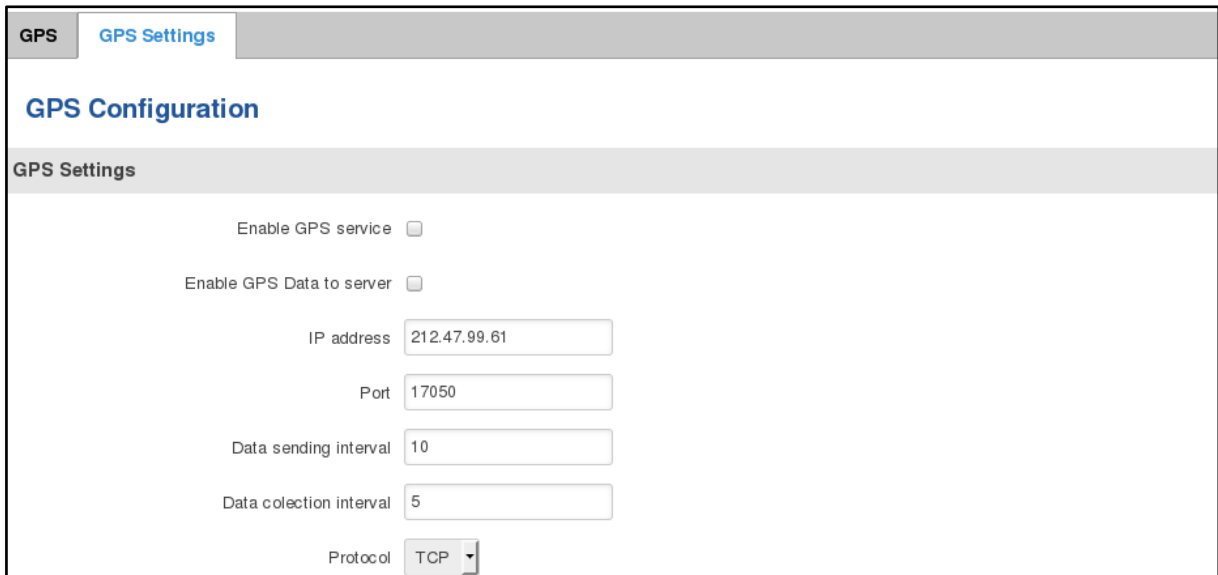 GPS GPS Settings
GPS Configuration
GPS Settings
Enable GPS service
Enable GPS Data to server
IP address 212.47.99.61
Port 17050
Data sending interval 10
Data colection interval 5
Protocol TCP